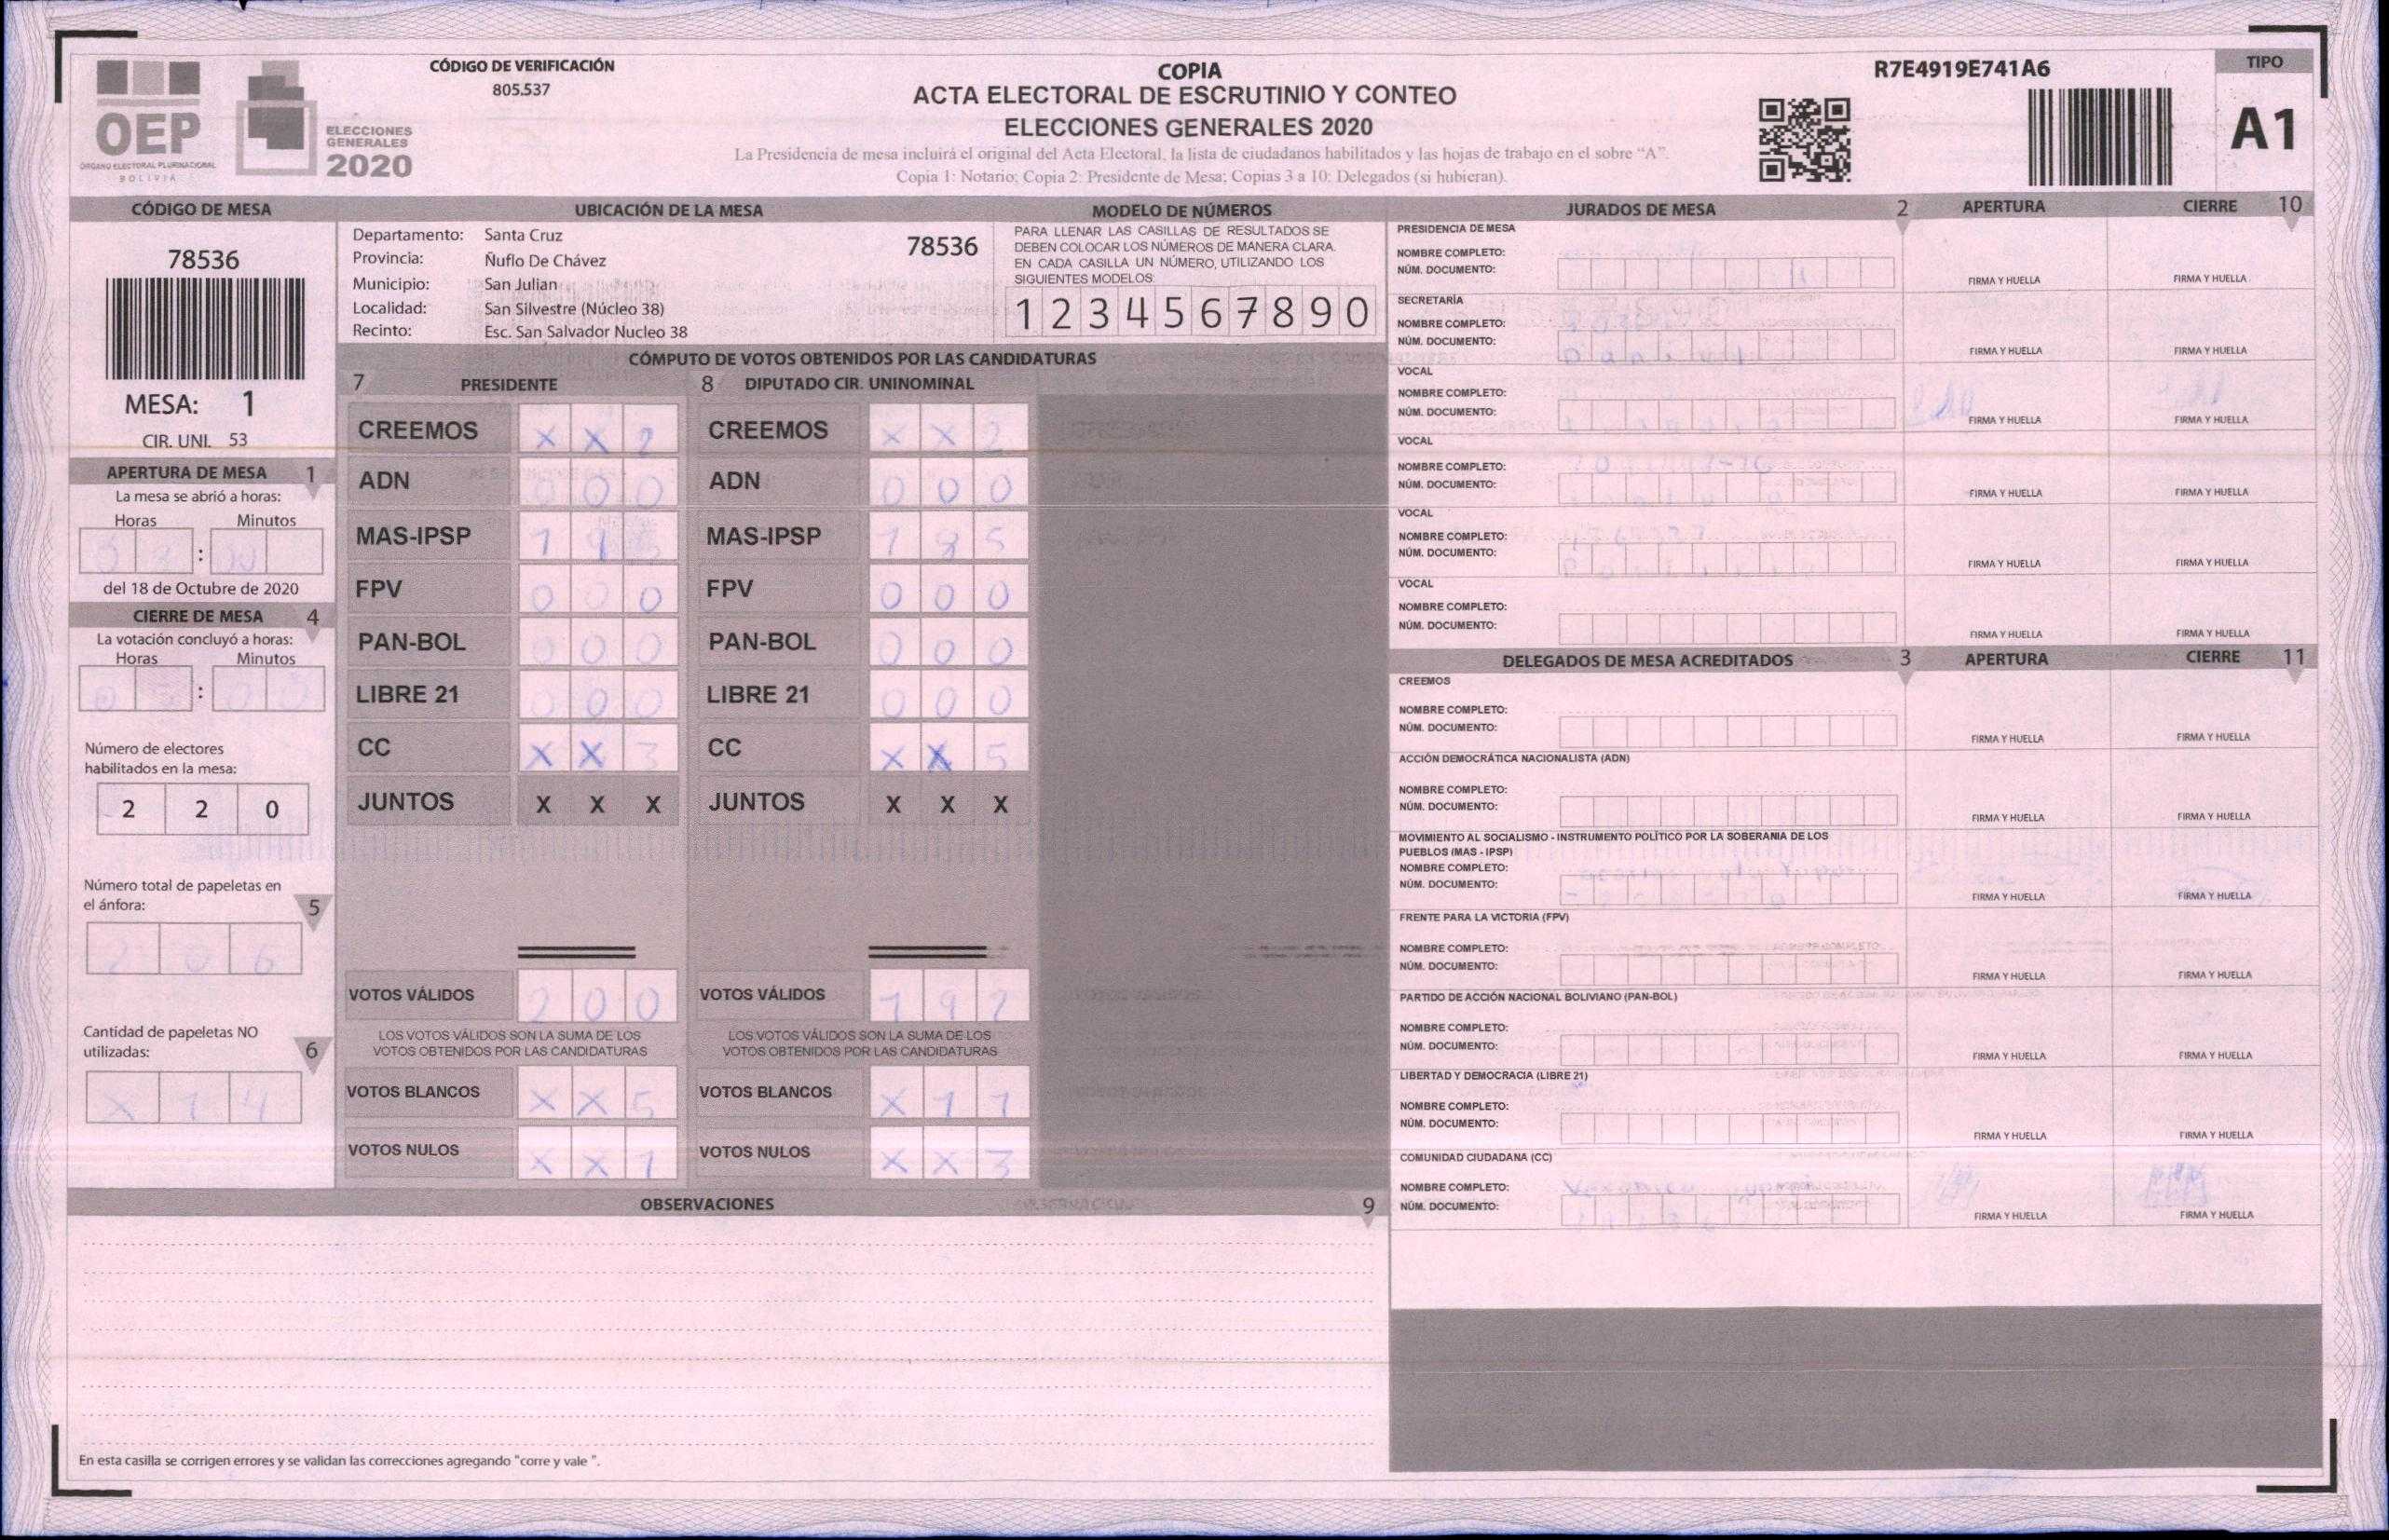 OEP
ÓRGANO ELECTORAL PLURINACIONAL
BOLIVIA
ELECCIONES
GENERALES
2020
CÓDIGO DE VERIFICACIÓN
805.537
COPIA
ACTA ELECTORAL DE ESCRUTINIO Y CONTEO
ELECCIONES GENERALES 2020
La Presidencia de mesa incluirá el original del Acta Electoral, la lista de ciudadanos habilitados y las hojas de trabajo en el sobre “A”.
Copia 1: Notario; Copia 2: Presidente de Mesa; Copias 3 a 10: Delegados (si hubieran).
R7E4919E741A6
TIPO
A1
CÓDIGO DE MESA
78536
MESA: 1
CIR. UNI. 53
APERTURA DE MESA 1
La mesa se abrió a horas:
Horas Minutos
:
del 18 de Octubre de 2020
CIERRE DE MESA 4
La votación concluyó a horas:
Horas Minutos
:
Número de electores
habilitados en la mesa:
2 2 0
Número total de papeletas en
el ánfora: 5
2 0 6
Cantidad de papeletas NO
utilizadas: 6
X 1 4
UBICACIÓN DE LA MESA
Departamento: Santa Cruz 78536
Provincia: Ñuflo De Chávez
Municipio: San Julian
Localidad: San Silvestre (Núcleo 38)
Recinto: Esc. San Salvador Nucleo 38
MODELO DE NÚMEROS
PARA LLENAR LAS CASILLAS DE RESULTADOS SE
DEBEN COLOCAR LOS NÚMEROS DE MANERA CLARA.
EN CADA CASILLA UN NÚMERO, UTILIZANDO LOS
SIGUIENTES MODELOS:
1 2 3 4 5 6 7 8 9 0
CÓMPUTO DE VOTOS OBTENIDOS POR LAS CANDIDATURAS
7 PRESIDENTE 8 DIPUTADO CIR. UNINOMINAL
CREEMOS X X 2 CREEMOS X X 2
ADN 0 0 0 ADN 0 0 0
MAS-IPSP 1 9 MAS-IPSP 1 8 5
FPV 0 0 0 FPV 0 0 0
PAN-BOL 0 0 0 PAN-BOL 0 0 0
LIBRE 21 0 0 0 LIBRE 21 0 0 0
CC X X 3 CC X X 5
JUNTOS X X X JUNTOS X X X
VOTOS VÁLIDOS 2 0 0 VOTOS VÁLIDOS 1 9 2
LOS VOTOS VÁLIDOS SON LA SUMA DE LOS LOS VOTOS VÁLIDOS SON LA SUMA DE LOS
VOTOS OBTENIDOS POR LAS CANDIDATURAS VOTOS OBTENIDOS POR LAS CANDIDATURAS
VOTOS BLANCOS X X 5 VOTOS BLANCOS X 1 1
VOTOS NULOS X X 1 VOTOS NULOS X X 3
OBSERVACIONES 9
En esta casilla se corrigen errores y se validan las correcciones agregando "corre y vale ".
JURADOS DE MESA 2 APERTURA CIERRE 10
PRESIDENCIA DE MESA
NOMBRE COMPLETO:
NÚM. DOCUMENTO: FIRMA Y HUELLA FIRMA Y HUELLA
SECRETARÍA
NOMBRE COMPLETO:
NÚM. DOCUMENTO: FIRMA Y HUELLA FIRMA Y HUELLA
VOCAL
NOMBRE COMPLETO:
NÚM. DOCUMENTO: FIRMA Y HUELLA FIRMA Y HUELLA
VOCAL
NOMBRE COMPLETO:
NÚM. DOCUMENTO: FIRMA Y HUELLA FIRMA Y HUELLA
VOCAL
NOMBRE COMPLETO:
NÚM. DOCUMENTO: FIRMA Y HUELLA FIRMA Y HUELLA
VOCAL
NOMBRE COMPLETO:
NÚM. DOCUMENTO: FIRMA Y HUELLA FIRMA Y HUELLA
DELEGADOS DE MESA ACREDITADOS 3 APERTURA CIERRE 11
CREEMOS
NOMBRE COMPLETO:
NÚM. DOCUMENTO: FIRMA Y HUELLA FIRMA Y HUELLA
ACCIÓN DEMOCRÁTICA NACIONALISTA (ADN)
NOMBRE COMPLETO:
NÚM. DOCUMENTO: FIRMA Y HUELLA FIRMA Y HUELLA
MOVIMIENTO AL SOCIALISMO - INSTRUMENTO POLÍTICO POR LA SOBERANIA DE LOS
PUEBLOS (MAS - IPSP)
NOMBRE COMPLETO:
NÚM. DOCUMENTO: FIRMA Y HUELLA FIRMA Y HUELLA
FRENTE PARA LA VICTORIA (FPV)
NOMBRE COMPLETO:
NÚM. DOCUMENTO: FIRMA Y HUELLA FIRMA Y HUELLA
PARTIDO DE ACCIÓN NACIONAL BOLIVIANO (PAN-BOL)
NOMBRE COMPLETO:
NÚM. DOCUMENTO: FIRMA Y HUELLA FIRMA Y HUELLA
LIBERTAD Y DEMOCRACIA (LIBRE 21)
NOMBRE COMPLETO:
NÚM. DOCUMENTO: FIRMA Y HUELLA FIRMA Y HUELLA
COMUNIDAD CIUDADANA (CC)
NOMBRE COMPLETO:
NÚM. DOCUMENTO: FIRMA Y HUELLA FIRMA Y HUELLA